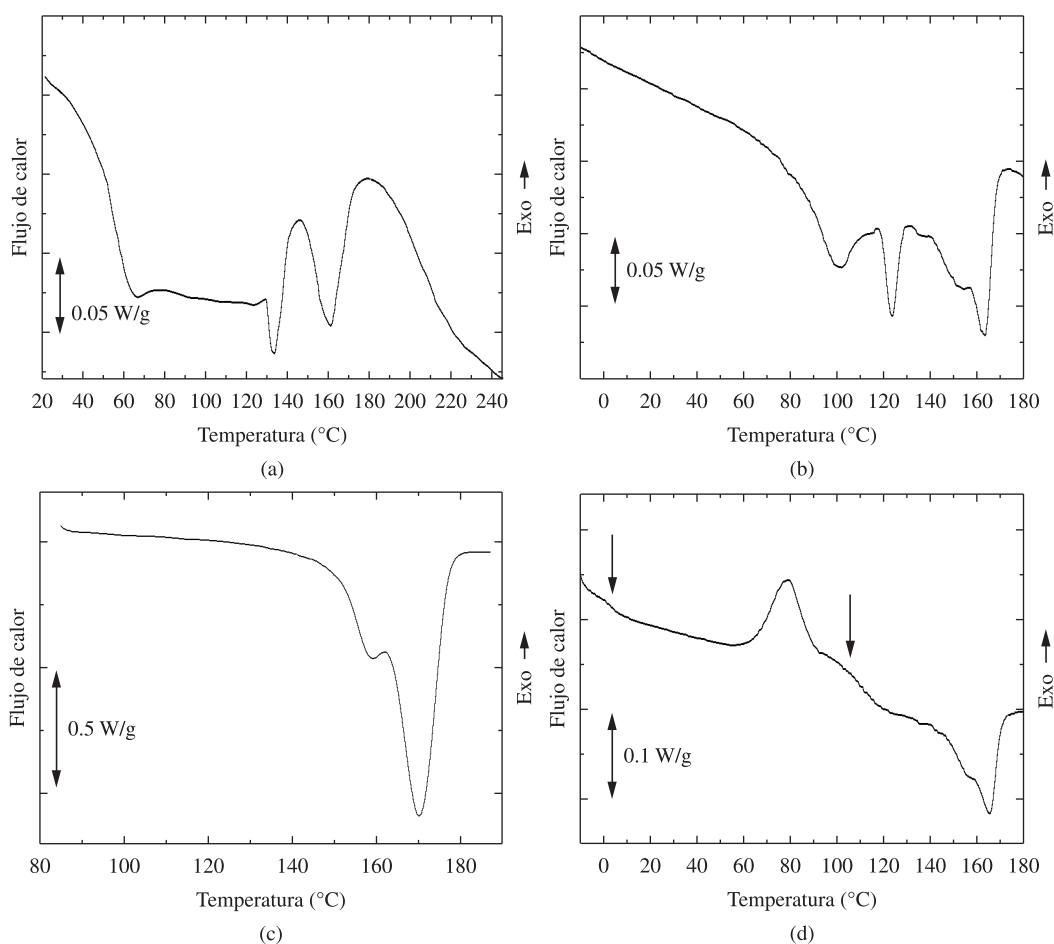 Flujo de calor
0.05 W/g
Exo
20 40 60 80 100 120 140 160 180 200 220 240
Temperatura (°C)
(a)
Flujo de calor
0.05 W/g
Exo
0 20 40 60 80 100 120 140 160 180
Temperatura (°C)
(b)
Flujo de calor
0.5 W/g
Exo
80 100 120 140 160 180
Temperatura (°C)
(c)
Flujo de calor
0.1 W/g
Exo
0 20 40 60 80 100 120 140 160 180
Temperatura (°C)
(d)